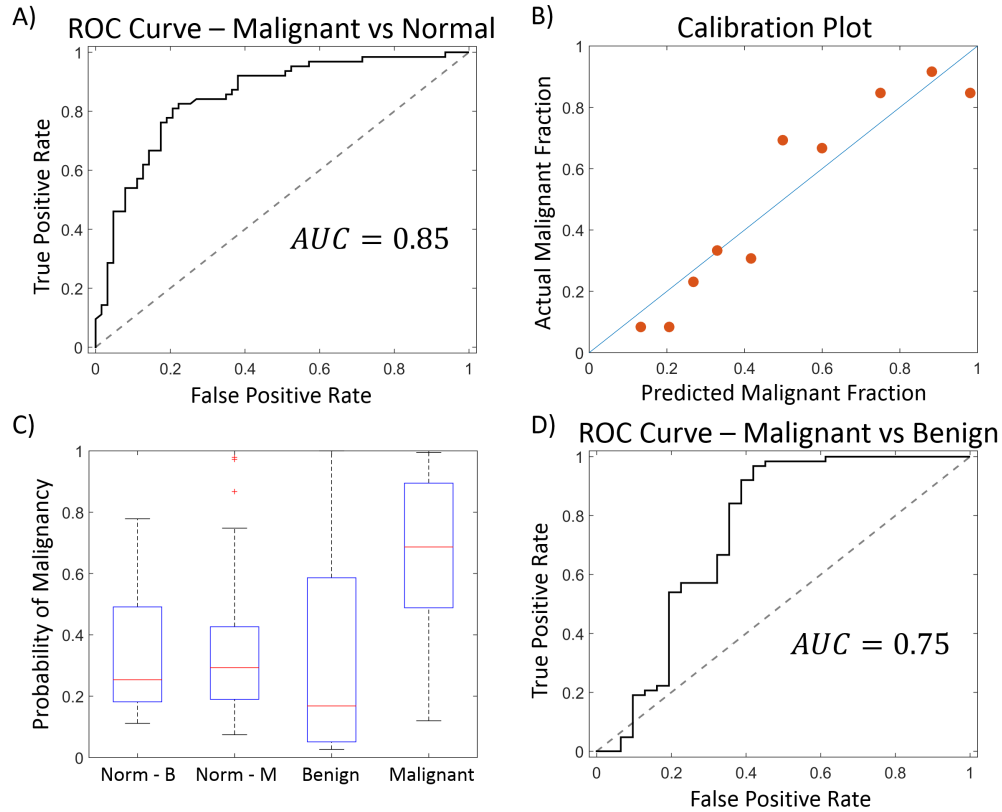 A)
ROC Curve – Malignant vs Normal
True Positive Rate
1
0.8
0.6
0.4
0.2
0
AUC = 0.85
0 0.2 0.4 0.6 0.8 1
False Positive Rate
B)
Calibration Plot
Actual Malignant Fraction
1
0.8
0.6
0.4
0.2
0
0 0.2 0.4 0.6 0.8 1
Predicted Malignant Fraction
C)
Probability of Malignancy
1
0.8
0.6
0.4
0.2
0
Norm - B Norm - M Benign Malignant
D)
ROC Curve – Malignant vs Benign
True Positive Rate
1
0.8
0.6
0.4
0.2
0
AUC = 0.75
0 0.2 0.4 0.6 0.8 1
False Positive Rate